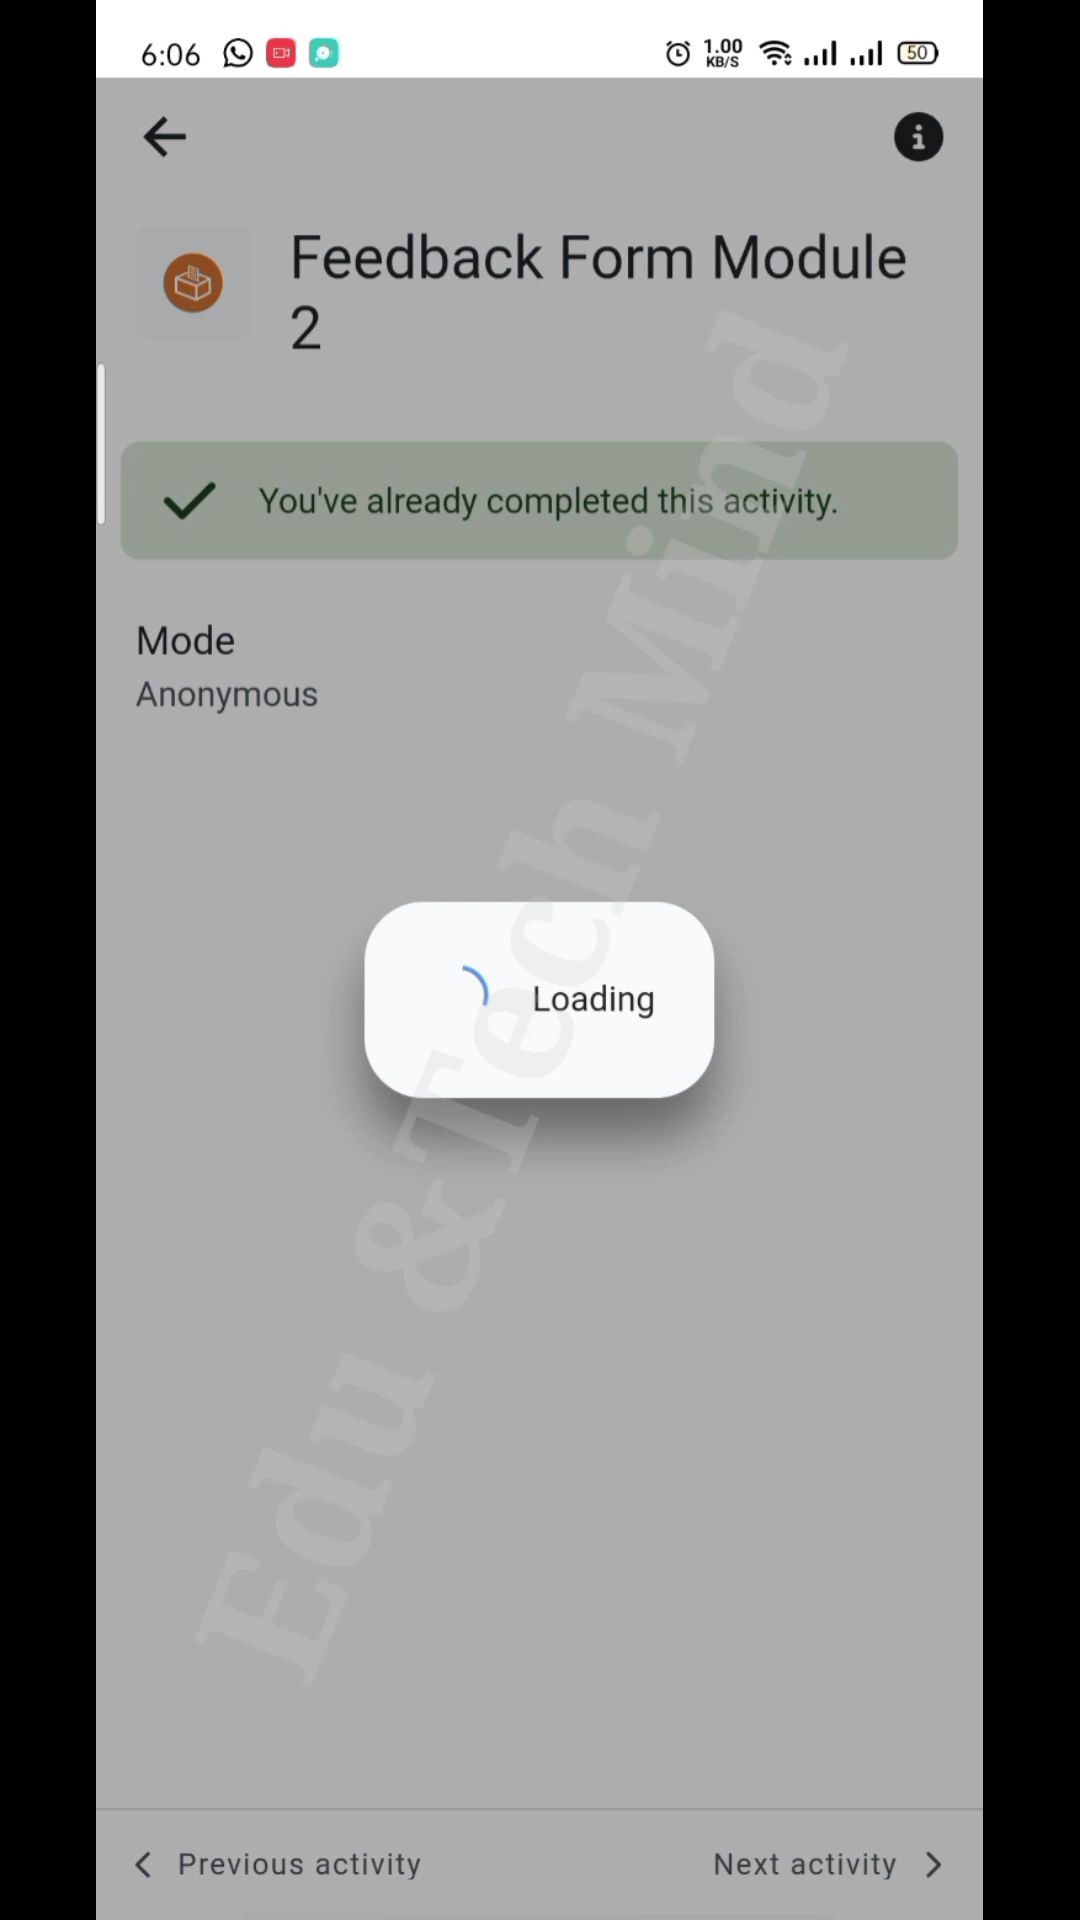 6:06 1.00 KB/S 50
Feedback Form Module
2
You've already completed this activity.
Mode
Anonymous
Loading
Edu &Tech Mind
Previous activity Next activity